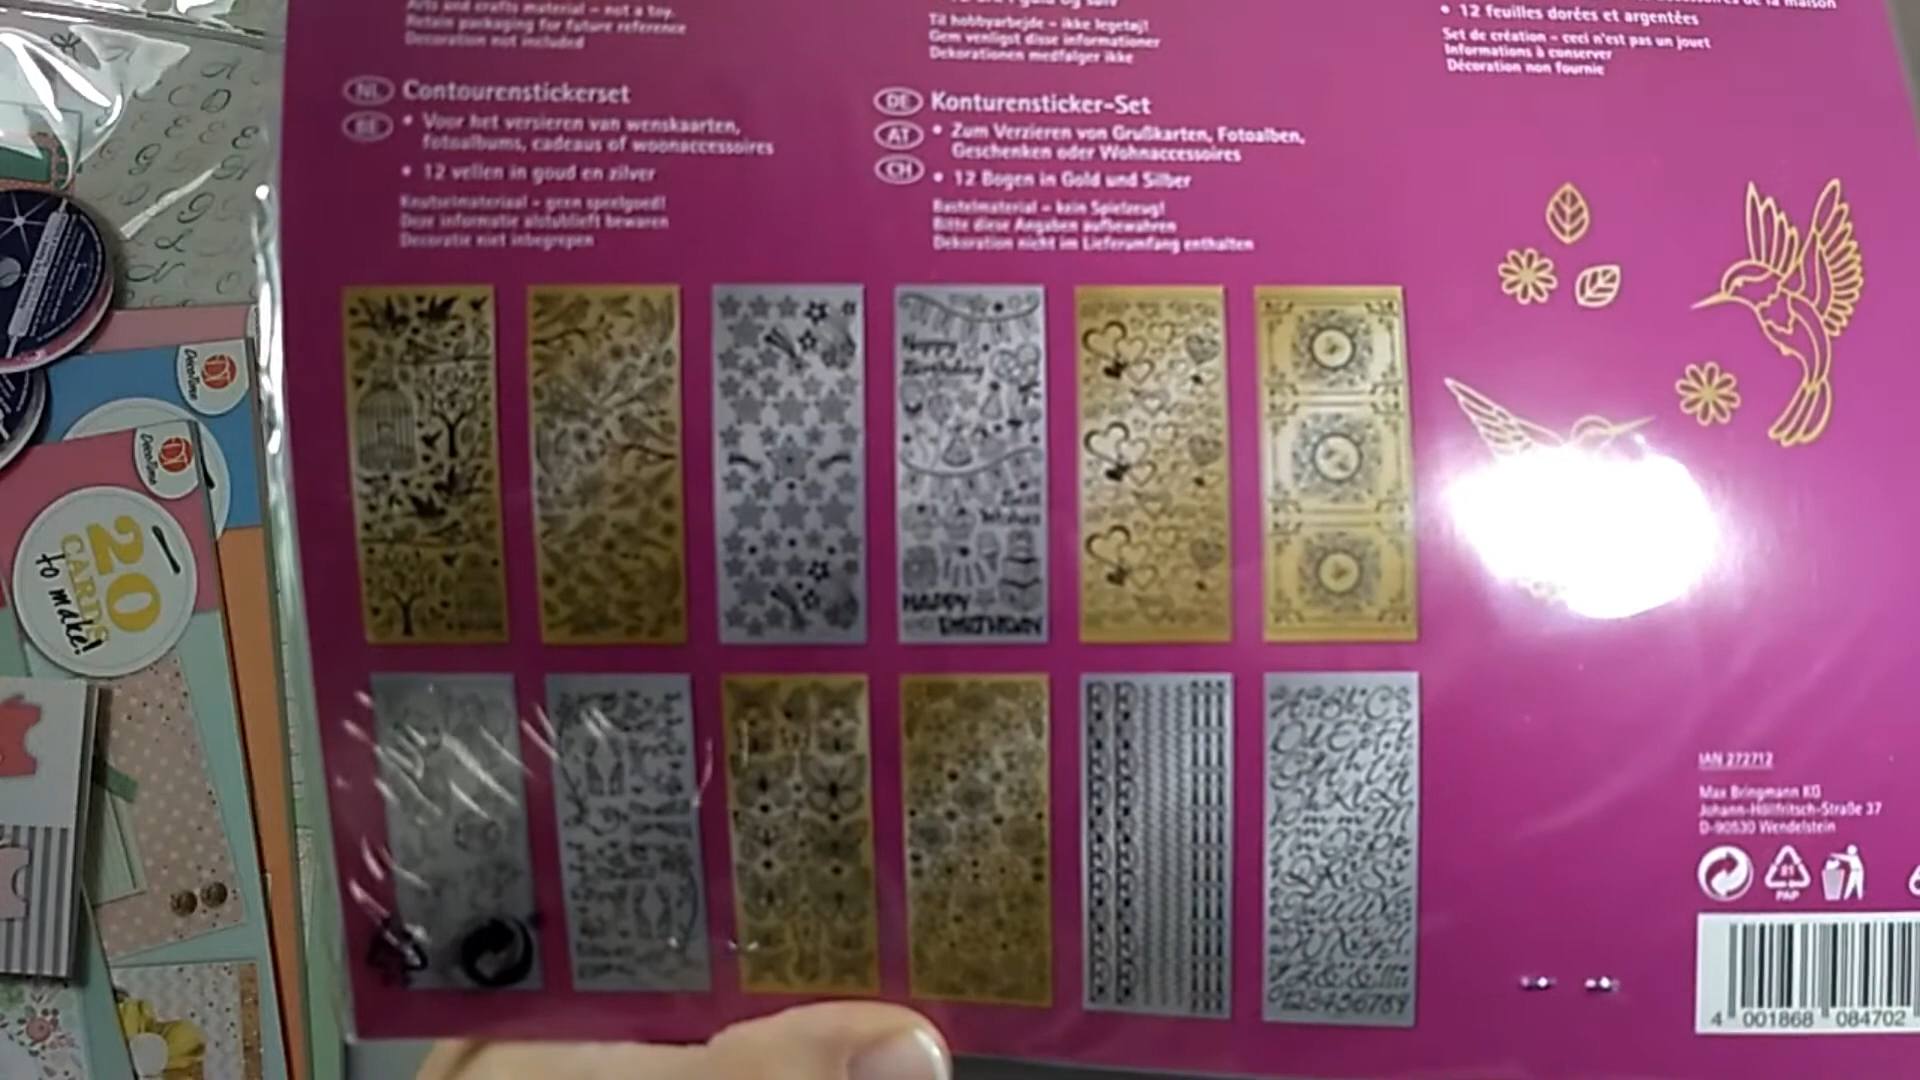 Arts and crafts material – not a toy.
Retain packaging for future reference
Decoration not included
Til hobbyarbejde – ikke legetøj!
Gem venligst disse informationer
Dekorationen medfølger ikke
• 12 feuilles dorées et argentées
Set de création – ceci n'est pas un jouet
Informations à conserver
Décoration non fournie
NL Contourenstickerset
BE • Voor het versieren van wenskaarten,
fotoalbums, cadeaus of woonaccessoires
• 12 vellen in goud en zilver
Knutselmateriaal – geen speelgoed!
Deze informatie alstublieft bewaren
Decoratie niet inbegrepen
DE Konturensticker-Set
AT • Zum Verzieren von Grußkarten, Fotoalben,
Geschenken oder Wohnaccessoires
CH • 12 Bogen in Gold und Silber
Bastelmaterial – kein Spielzeug!
Bitte diese Angaben aufbewahren
Dekoration nicht im Lieferumfang enthalten
Happy
Birthday
Best
Wishes
HAPPY
BIRTHDAY
20
CARDS
to make!
IAN 272712
Max Bringmann KG
Johann-Höllfritsch-Straße 37
D-90530 Wendelstein
81
PAP
4 001868 084702